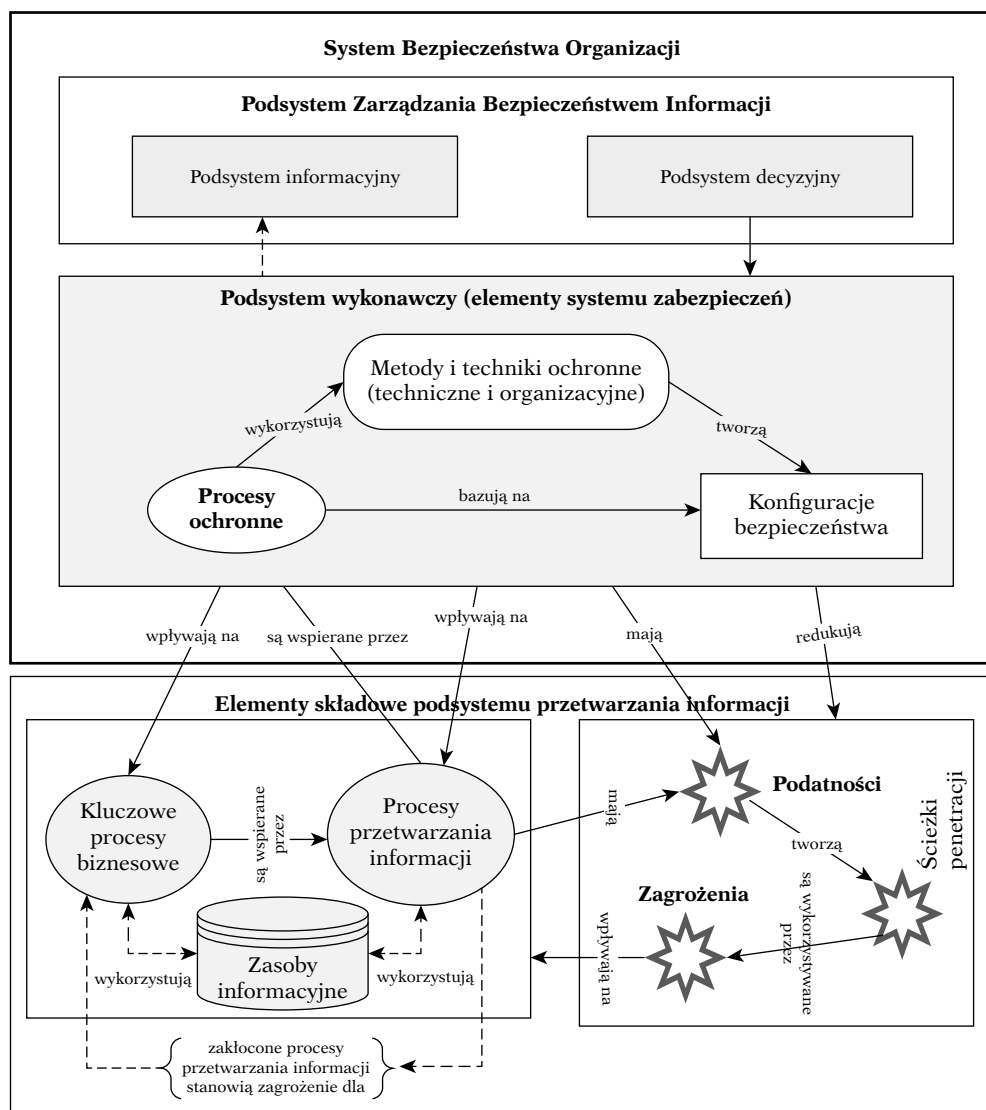 System Bezpieczeństwa Organizacji
Podsystem Zarządzania Bezpieczeństwem Informacji
Podsystem informacyjny
Podsystem decyzyjny
Podsystem wykonawczy (elementy systemu zabezpieczeń)
Metody i techniki ochronne
(techniczne i organizacyjne)
wykorzystują
tworzą
Procesy
ochronne
bazują na
Konfiguracje
bezpieczeństwa
wpływają na
są wspierane przez
wpływają na
mają
redukują
Elementy składowe podsystemu przetwarzania informacji
Kluczowe
procesy
biznesowe
są wspierane
przez
Procesy
przetwarzania
informacji
mają
Podatności
tworzą
Ścieżki
penetracji
Zagrożenia
są wykorzystywane
przez
wpływają na
Zasoby
informacyjne
wykorzystują
wykorzystują
zakłócone procesy
przetwarzania informacji
stanowią zagrożenie dla